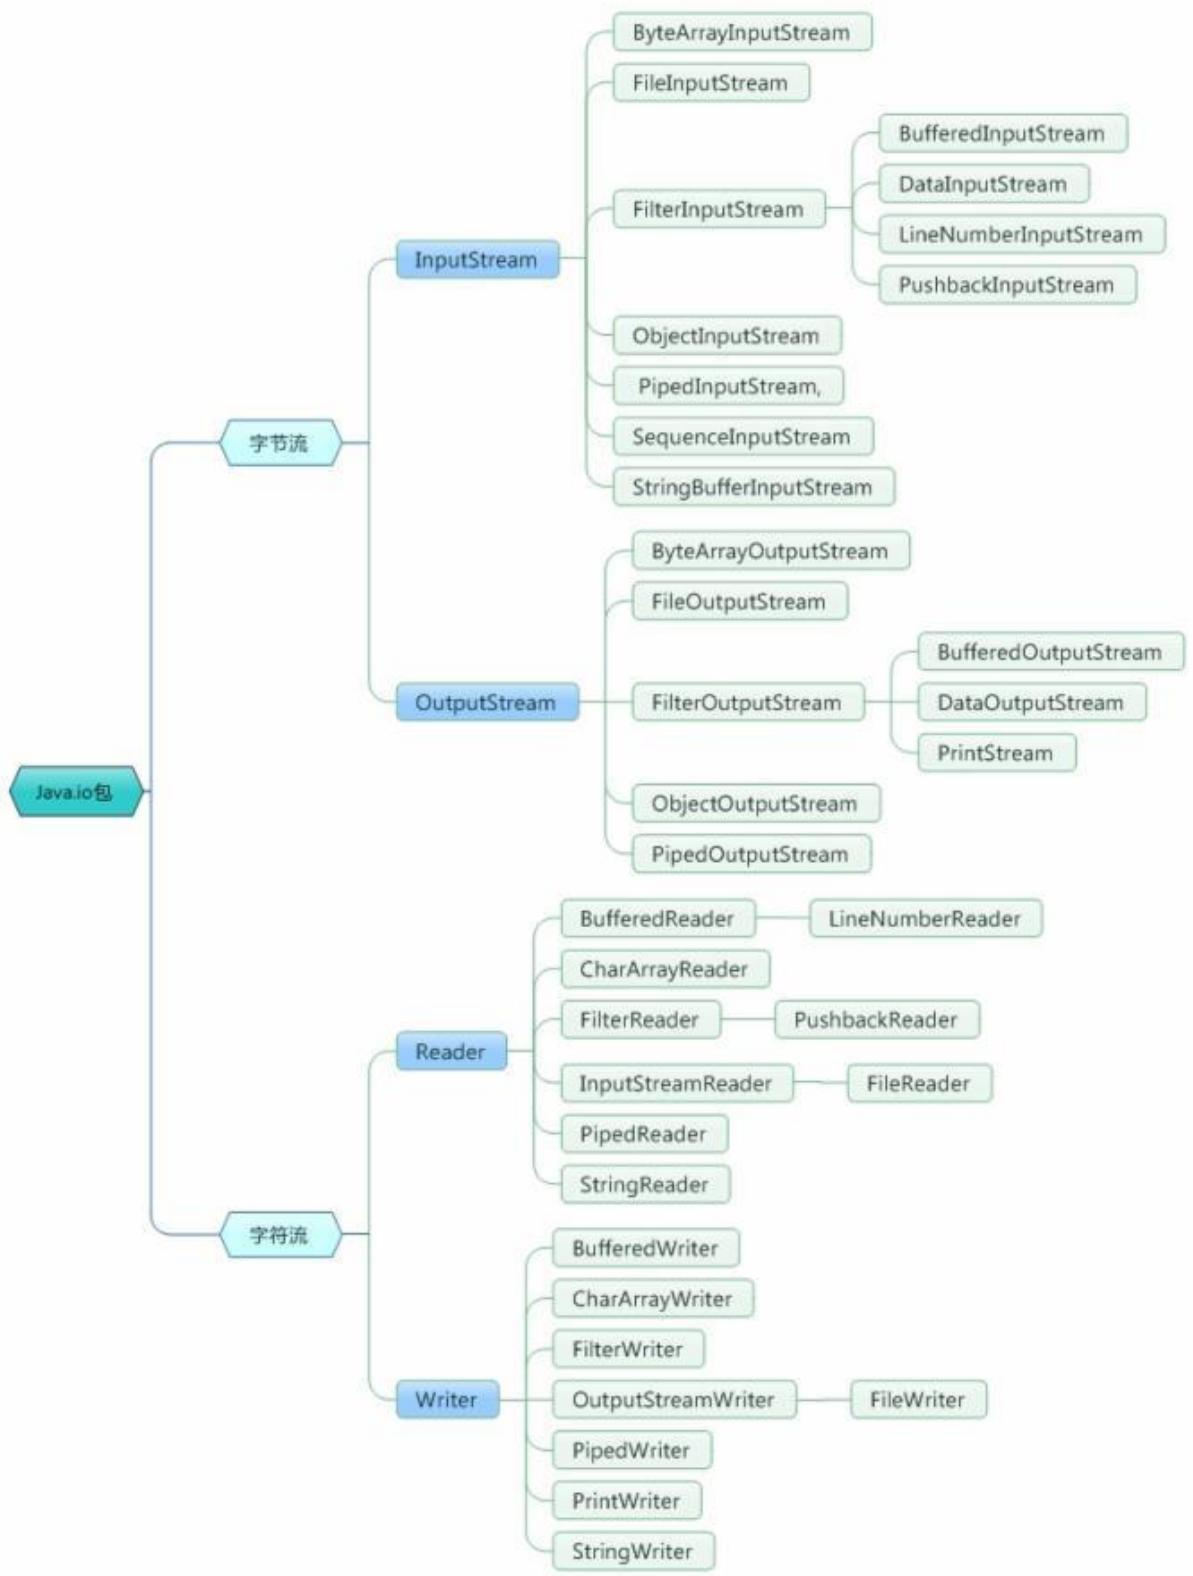 ByteArrayInputStream
FileInputStream
BufferedInputStream
DataInputStream
FilterInputStream
LineNumberInputStream
InputStream
PushbackInputStream
ObjectInputStream
PipedInputStream,
SequenceInputStream
字节流
StringBufferInputStream
ByteArrayOutputStream
FileOutputStream
BufferedOutputStream
OutputStream
FilterOutputStream
DataOutputStream
PrintStream
Java.io包
ObjectOutputStream
PipedOutputStream
BufferedReader
LineNumberReader
CharArrayReader
FilterReader
PushbackReader
Reader
InputStreamReader
FileReader
PipedReader
StringReader
字符流
BufferedWriter
CharArrayWriter
FilterWriter
Writer
OutputStreamWriter
FileWriter
PipedWriter
PrintWriter
StringWriter